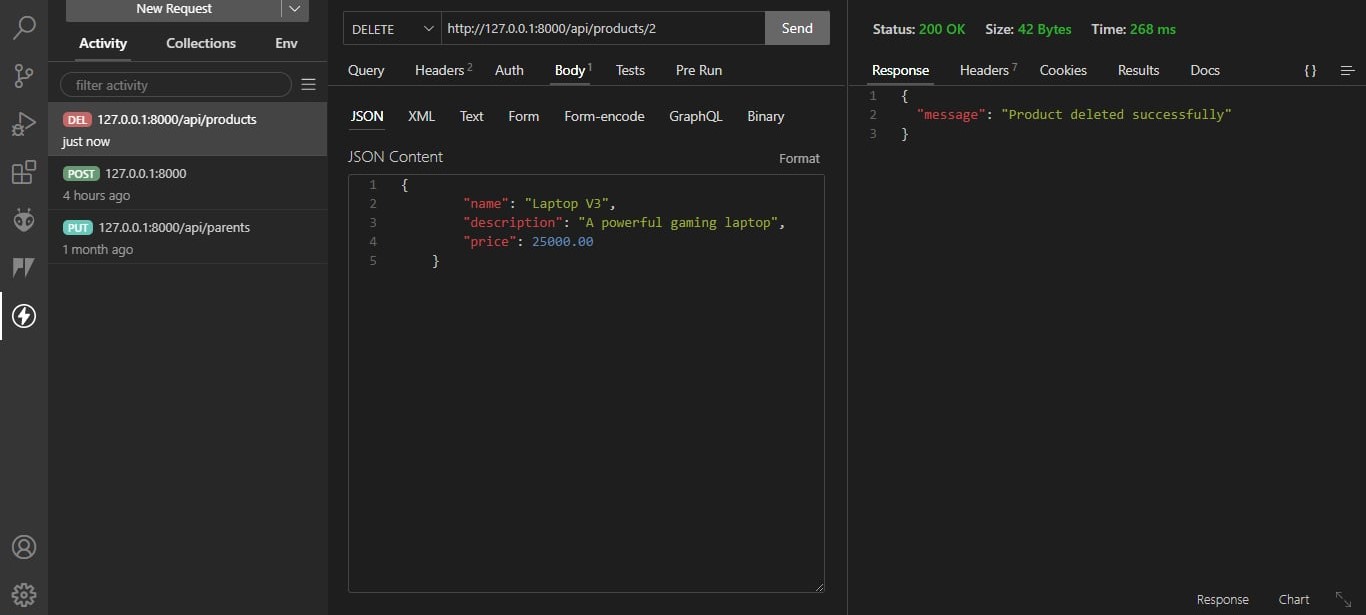 New Request
Activity Collections Env
filter activity
DEL 127.0.0.1:8000/api/products
just now
POST 127.0.0.1:8000
4 hours ago
PUT 127.0.0.1:8000/api/parents
1 month ago
DELETE http://127.0.0.1:8000/api/products/2 Send
Query Headers 2 Auth Body 1 Tests Pre Run
JSON XML Text Form Form-encode GraphQL Binary
JSON Content Format
1 {
2 "name": "Laptop V3",
3 "description": "A powerful gaming laptop",
4 "price": 25000.00
5 }
Status: 200 OK Size: 42 Bytes Time: 268 ms
Response Headers 7 Cookies Results Docs {}
1 {
2 "message": "Product deleted successfully"
3 }
Response Chart